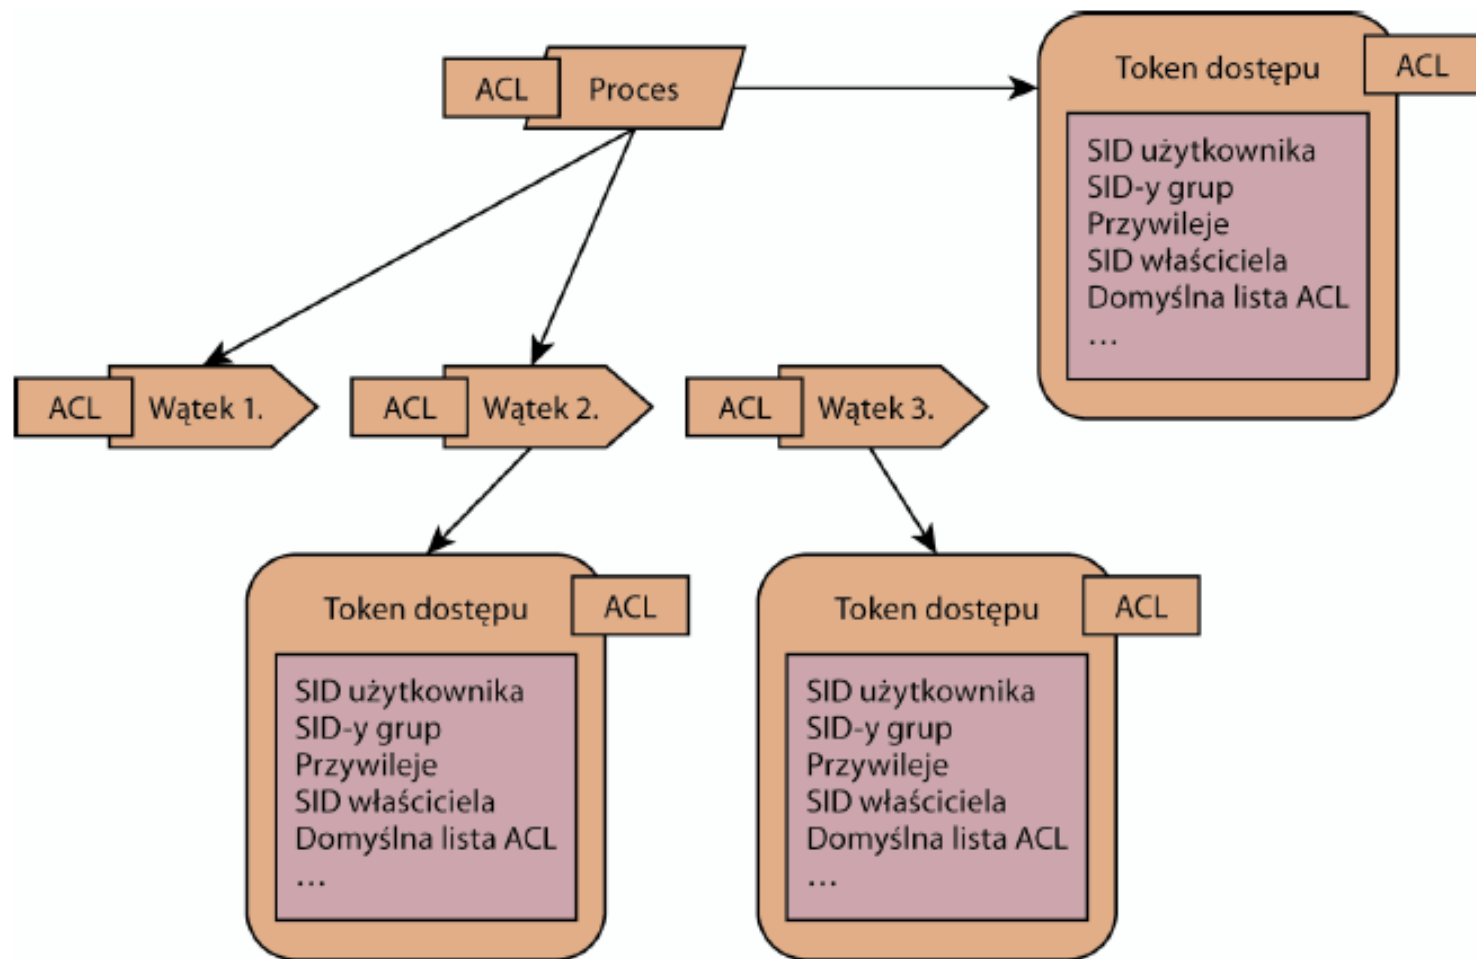 ACL
Proces
Token dostępu
ACL
SID użytkownika
SID-y grup
Przywileje
SID właściciela
Domyślna lista ACL
...
ACL
Wątek 1.
ACL
Wątek 2.
ACL
Wątek 3.
Token dostępu
ACL
SID użytkownika
SID-y grup
Przywileje
SID właściciela
Domyślna lista ACL
...
Token dostępu
ACL
SID użytkownika
SID-y grup
Przywileje
SID właściciela
Domyślna lista ACL
...